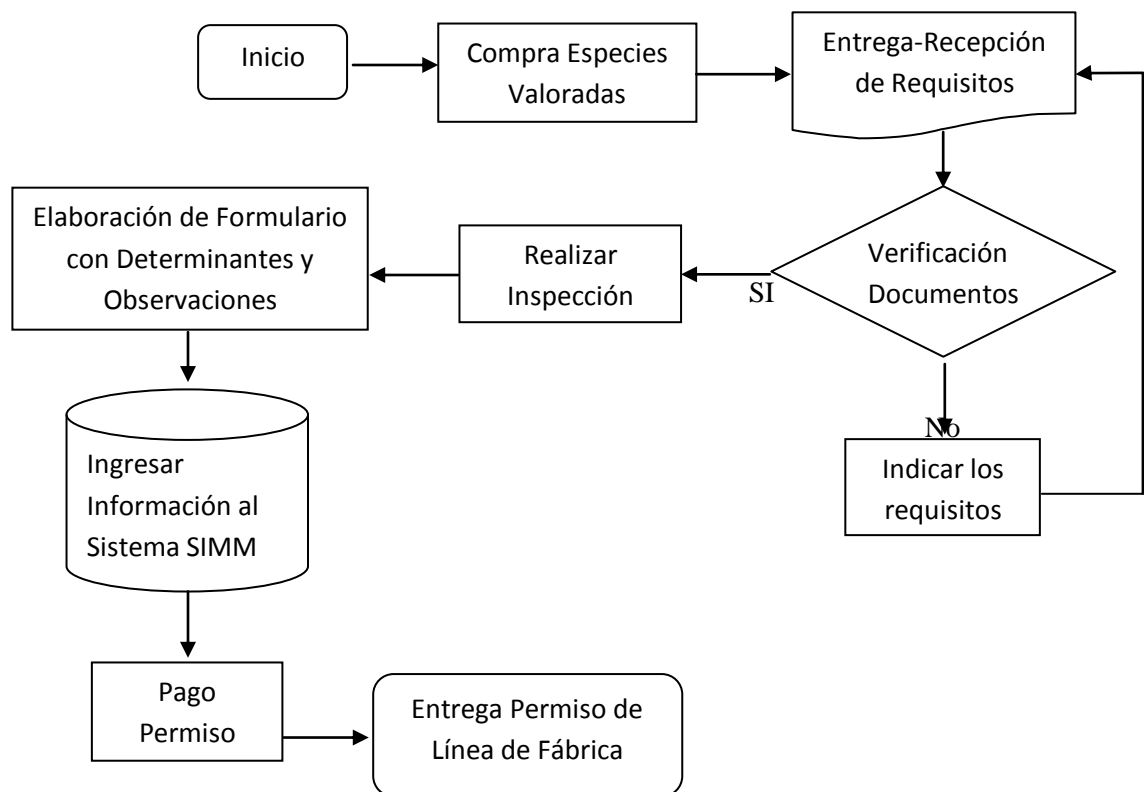 Inicio
Compra Especies
Valoradas
Entrega-Recepción
de Requisitos
Verificación
Documentos
SI
No
Realizar
Inspección
Elaboración de Formulario
con Determinantes y
Observaciones
Indicar los
requisitos
Ingresar
Información al
Sistema SIMM
Pago
Permiso
Entrega Permiso de
Línea de Fábrica